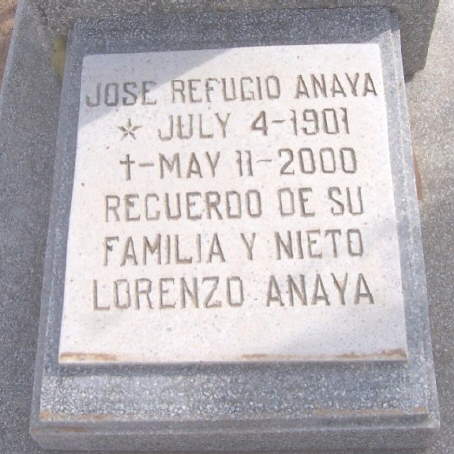 JOSE REFUGIO ANAYA
☆ JULY 4-1901
†-MAY 11-2000
RECUERDO DE SU
FAMILIA Y NIETO
LORENZO ANAYA